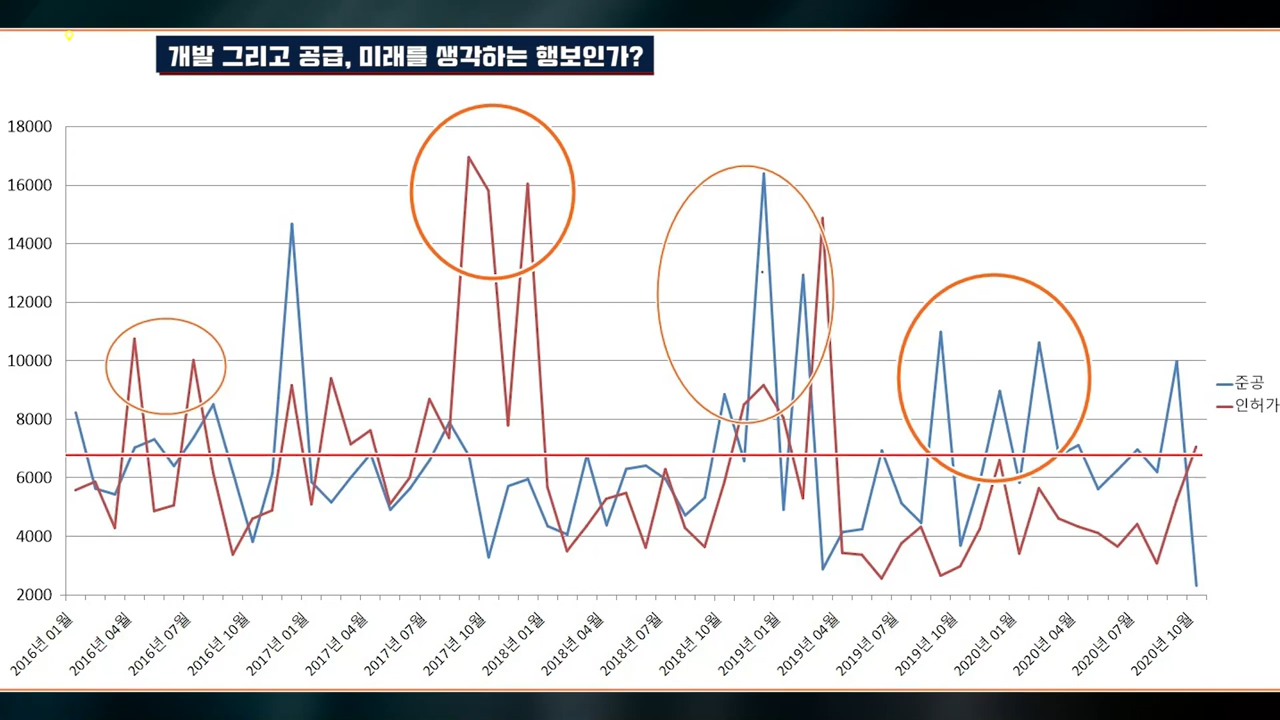 개발 그리고 공급, 미래를 생각하는 행보인가?
18000
16000
14000
12000
10000
8000
6000
4000
2000
준공
인허가
2016년 01월
2016년 04월
2016년 07월
2016년 10월
2017년 01월
2017년 04월
2017년 07월
2017년 10월
2018년 01월
2018년 04월
2018년 07월
2018년 10월
2019년 01월
2019년 04월
2019년 07월
2019년 10월
2020년 01월
2020년 04월
2020년 07월
2020년 10월